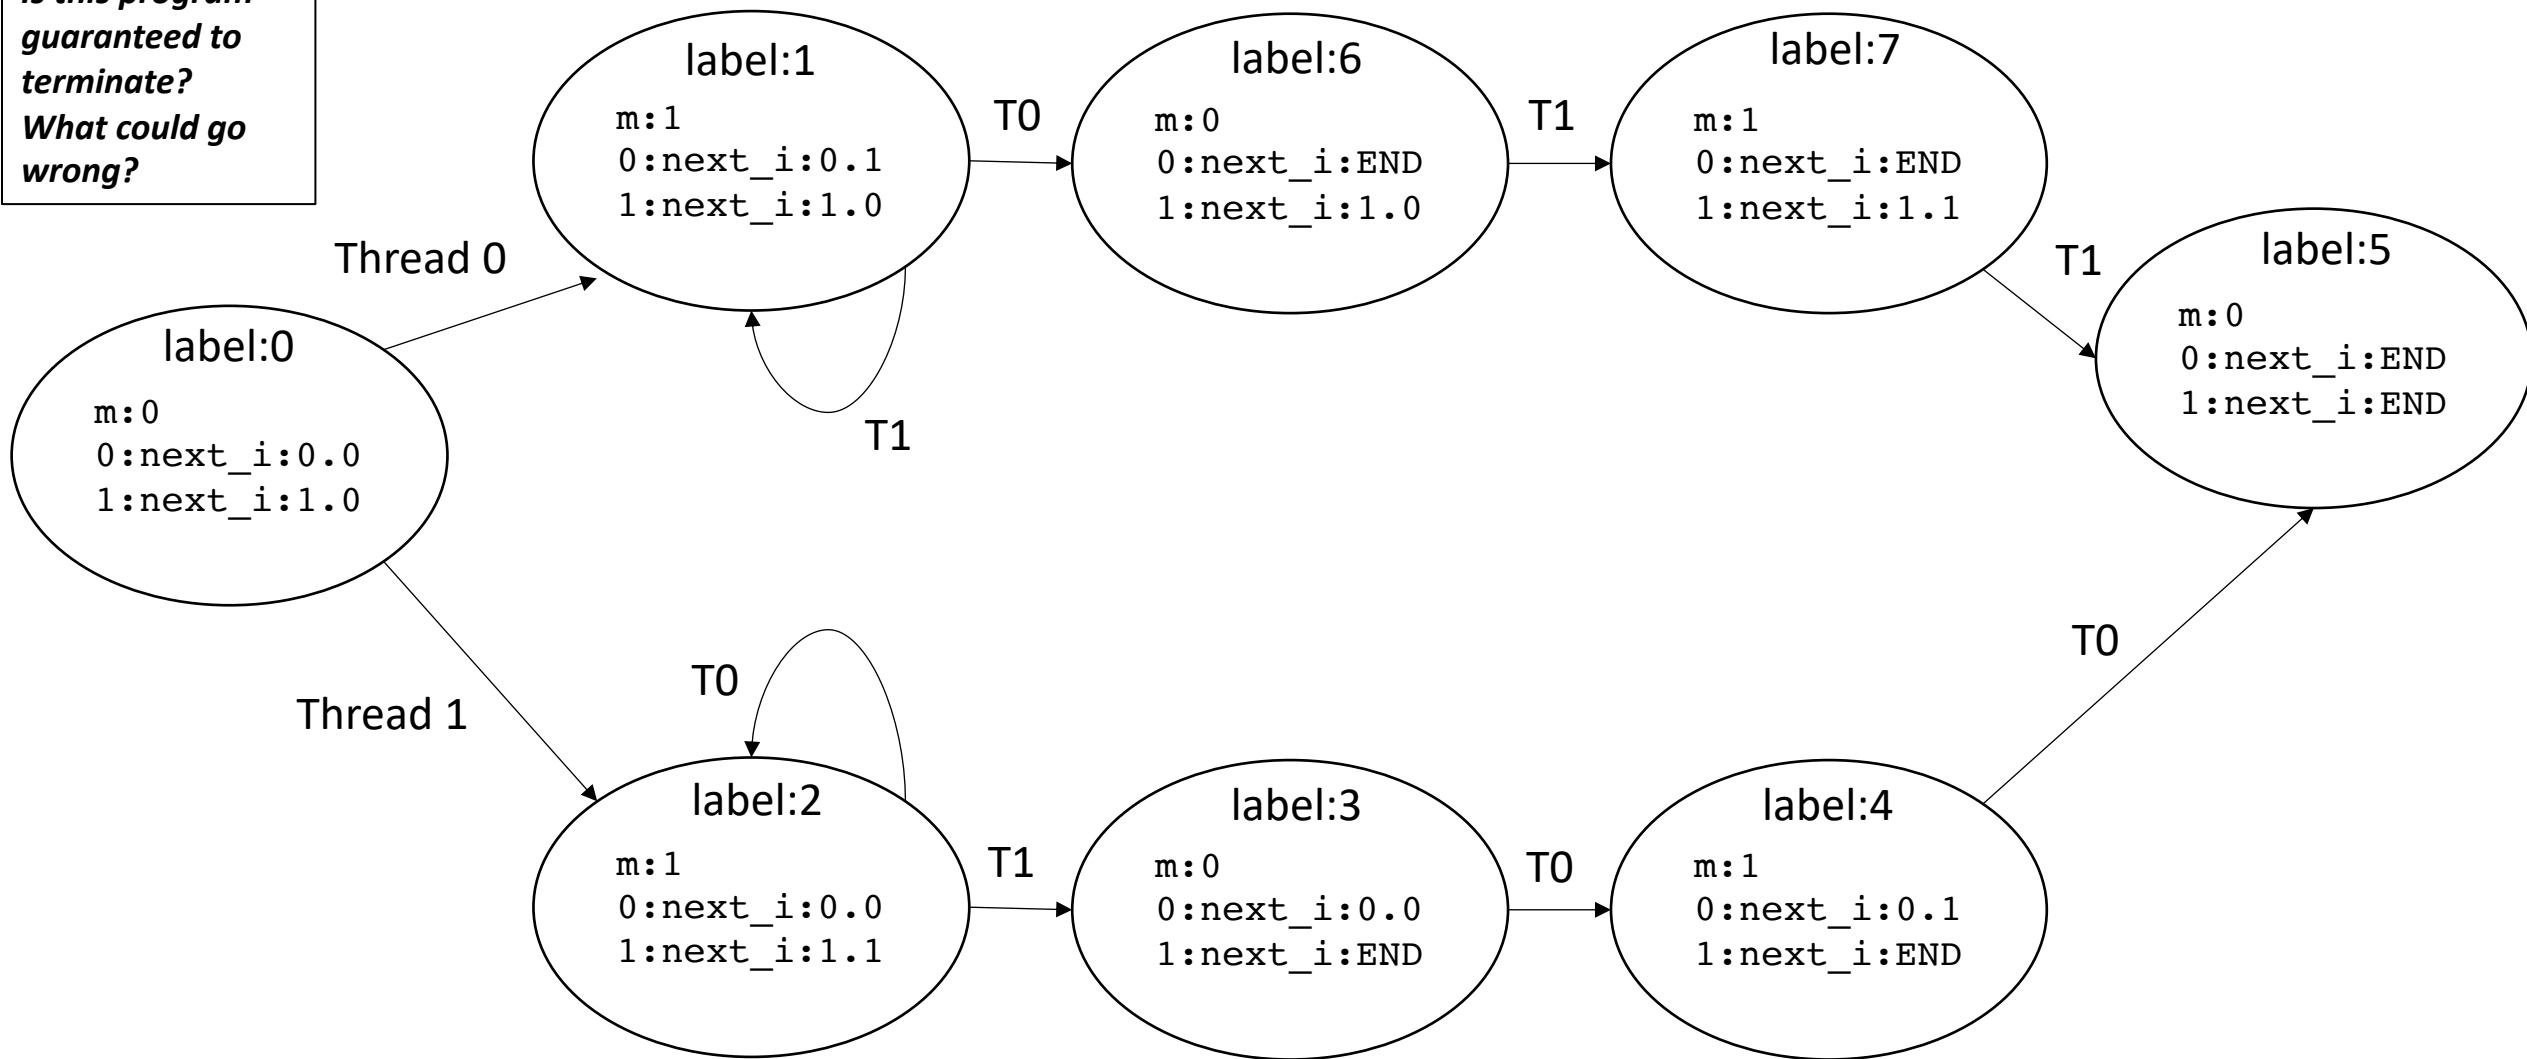 is this program
guaranteed to
terminate?
What could go
wrong?
label:1
m:1
0:next_i:0.1
1:next_i:1.0
T0
label:6
m:0
0:next_i:END
1:next_i:1.0
T1
label:7
m:1
0:next_i:END
1:next_i:1.1
T1
label:5
m:0
0:next_i:END
1:next_i:END
Thread 0
T1
label:0
m:0
0:next_i:0.0
1:next_i:1.0
Thread 1
T0
label:2
m:1
0:next_i:0.0
1:next_i:1.1
T1
label:3
m:0
0:next_i:0.0
1:next_i:END
T0
label:4
m:1
0:next_i:0.1
1:next_i:END
T0